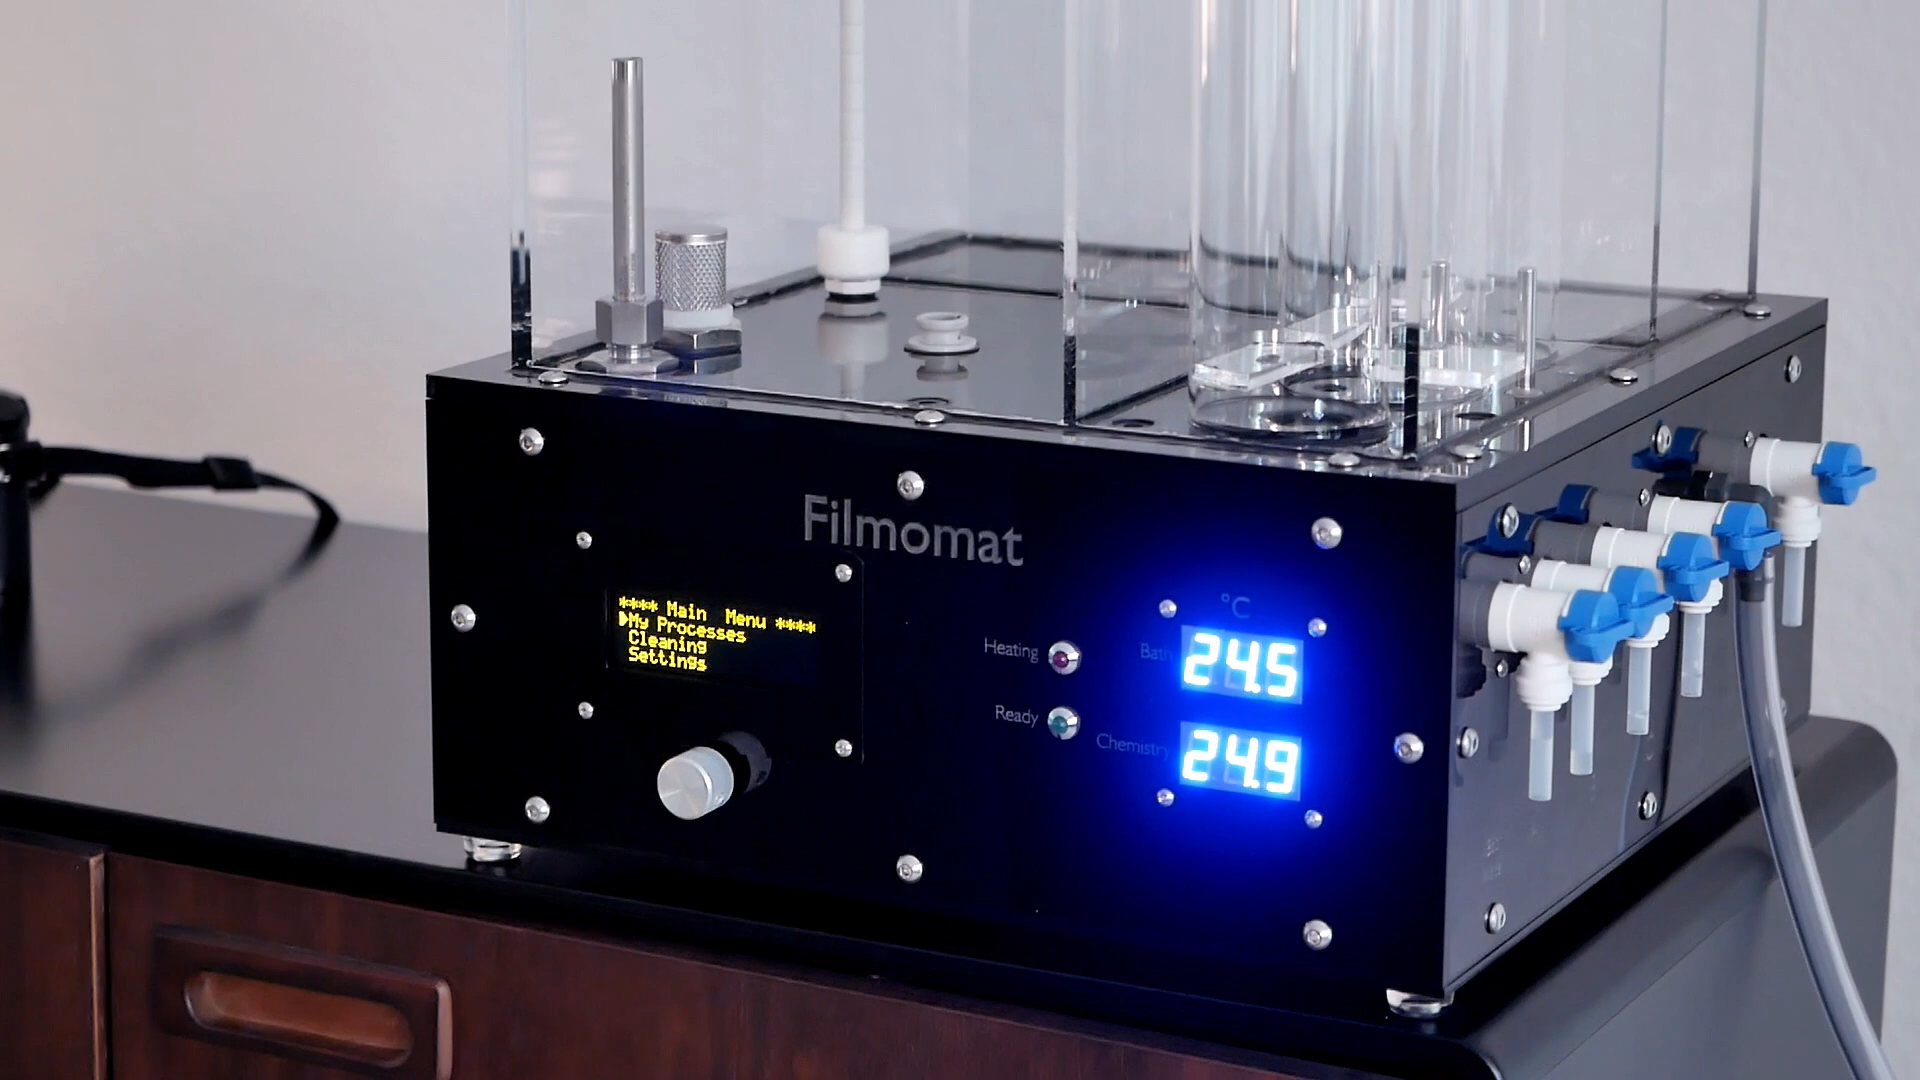 Filmomat
**** Main Menu ****
My Processes
Cleaning
Settings
Heating
Ready
°C
Bath
24.5
Chemistry
24.9